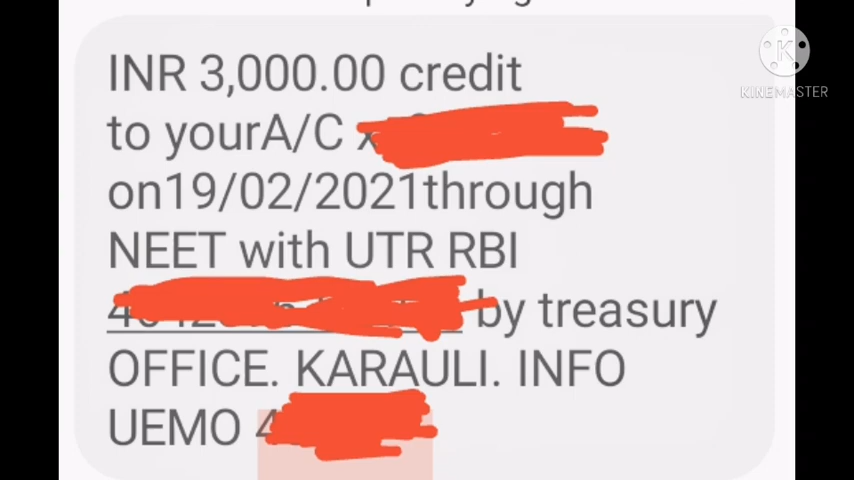 INR 3,000.00 credit
to yourA/C
on19/02/2021through
NEET with UTR RBI
by treasury
OFFICE. KARAULI. INFO
UEMO 4
K
KINEMASTER